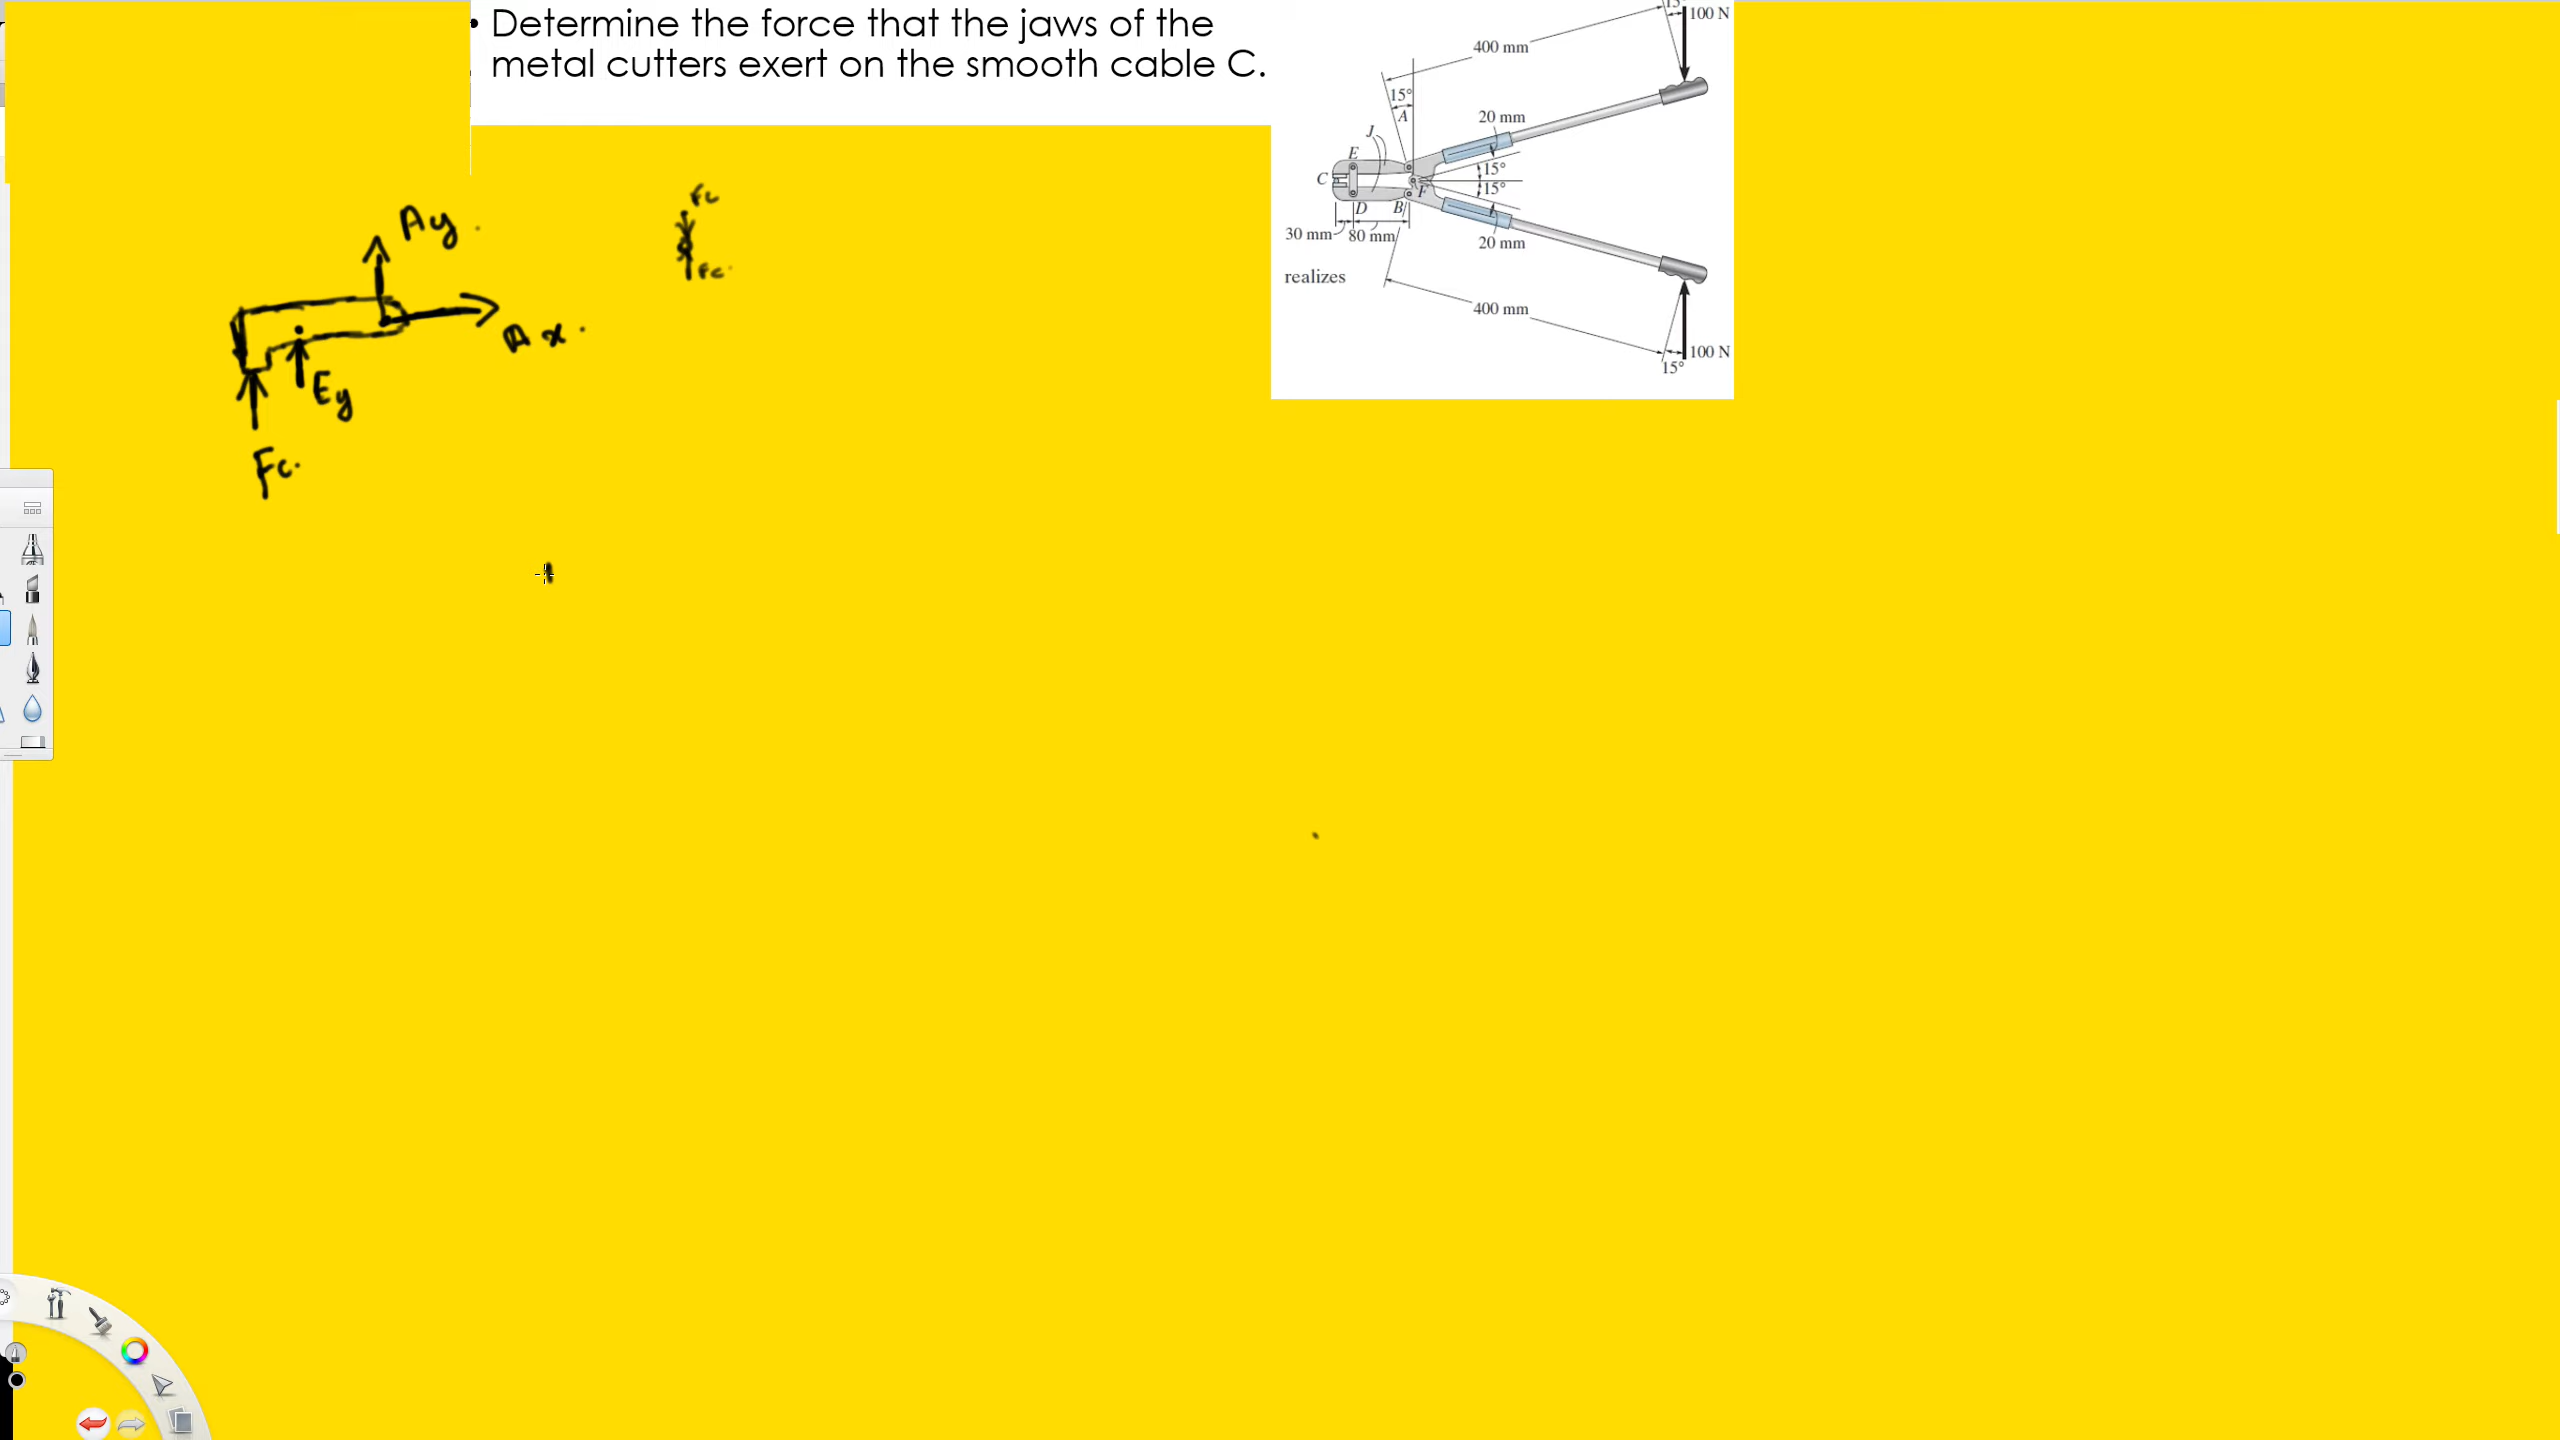 • Determine the force that the jaws of the
metal cutters exert on the smooth cable C.
15°
100 N
400 mm
15°
A
20 mm
J
E
15°
C
15°
F
D
B
30 mm
80 mm
20 mm
realizes
400 mm
100 N
15°
Ay
Ax
Ey
Fc
Fc
Fc